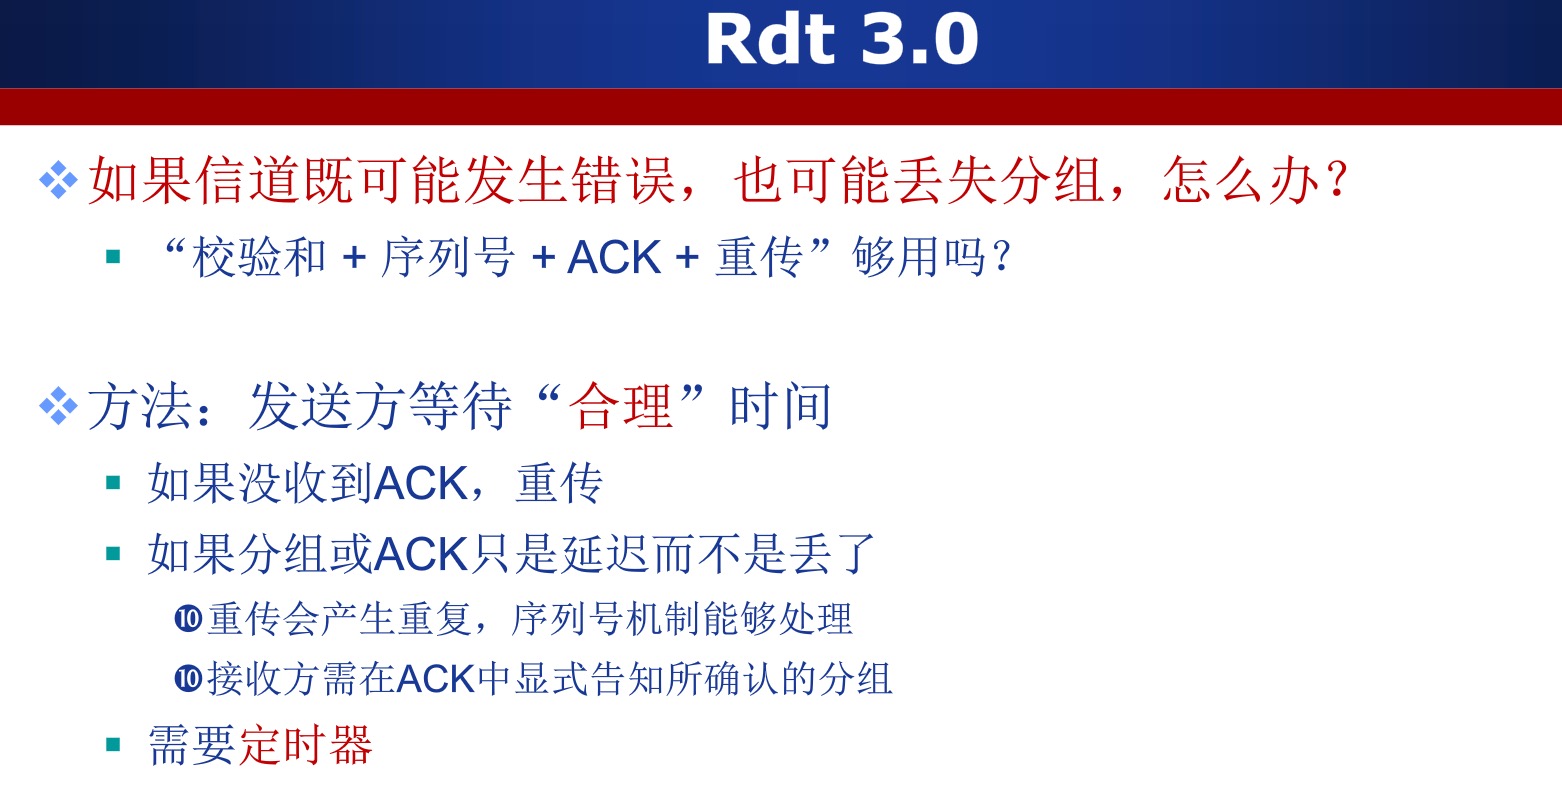 Rdt 3.0
如果信道既可能发生错误，也可能丢失分组，怎么办？
“校验和 + 序列号 + ACK + 重传”够用吗？
方法：发送方等待“合理”时间
如果没收到ACK，重传
如果分组或ACK只是延迟而不是丢了
❿重传会产生重复，序列号机制能够处理
❿接收方需在ACK中显式告知所确认的分组
需要定时器